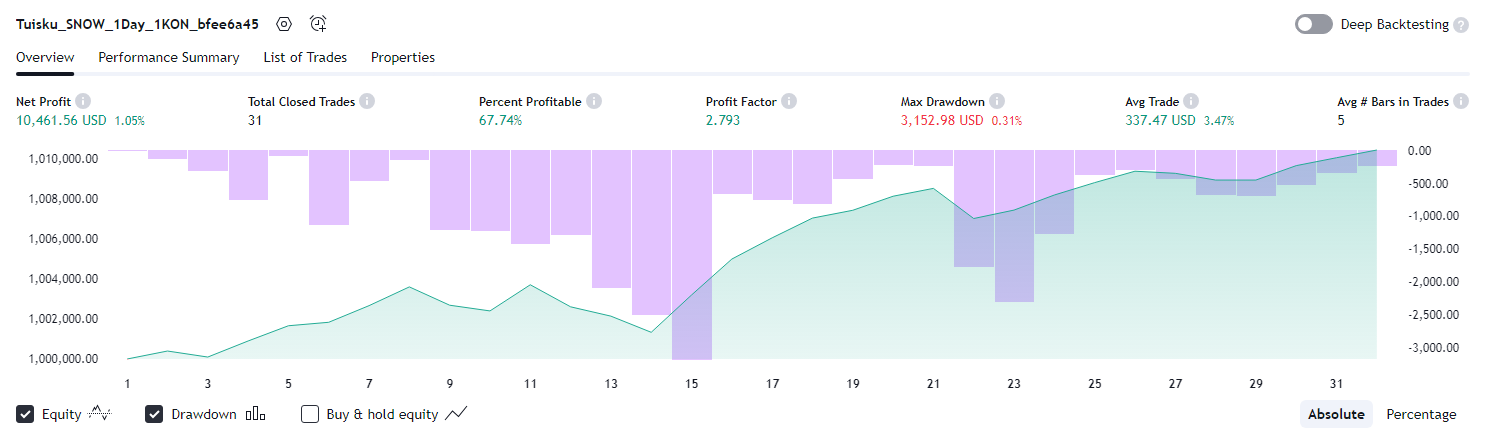 Tuisku_SNOW_1Day_1KON_bfee6a45 Deep Backtesting ?
Overview Performance Summary List of Trades Properties
Net Profit i Total Closed Trades i Percent Profitable i Profit Factor i Max Drawdown i Avg Trade i Avg # Bars in Trades i
10,461.56 USD 1.05% 31 67.74% 2.793 3,152.98 USD 0.31% 337.47 USD 3.47% 5
1,010,000.00 0.00
-500.00
1,008,000.00
-1,000.00
1,006,000.00
-1,500.00
1,004,000.00
-2,000.00
1,002,000.00
-2,500.00
1,000,000.00
-3,000.00
1 3 5 7 9 11 13 15 17 19 21 23 25 27 29 31
Equity Drawdown Buy & hold equity Absolute Percentage